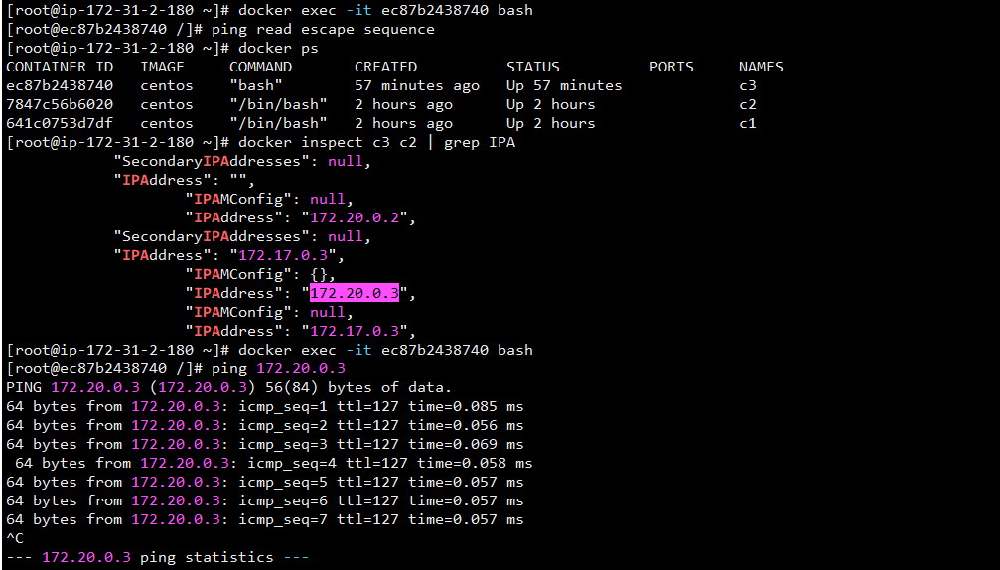 [root@ip-172-31-2-180 ~]# docker exec -it ec87b2438740 bash
[root@ec87b2438740 /]# ping read escape sequence
[root@ip-172-31-2-180 ~]# docker ps
CONTAINER ID   IMAGE     COMMAND       CREATED          STATUS          PORTS     NAMES
ec87b2438740   centos    "bash"        57 minutes ago   Up 57 minutes             c3
7847c56b6020   centos    "/bin/bash"   2 hours ago      Up 2 hours                c2
641c0753d7df   centos    "/bin/bash"   2 hours ago      Up 2 hours                c1
[root@ip-172-31-2-180 ~]# docker inspect c3 c2 | grep IPA
            "SecondaryIPAddresses": null,
            "IPAddress": "",
                    "IPAMConfig": null,
                    "IPAddress": "172.20.0.2",
            "SecondaryIPAddresses": null,
            "IPAddress": "172.17.0.3",
                    "IPAMConfig": {},
                    "IPAddress": "172.20.0.3",
                    "IPAMConfig": null,
                    "IPAddress": "172.17.0.3",
[root@ip-172-31-2-180 ~]# docker exec -it ec87b2438740 bash
[root@ec87b2438740 /]# ping 172.20.0.3
PING 172.20.0.3 (172.20.0.3) 56(84) bytes of data.
64 bytes from 172.20.0.3: icmp_seq=1 ttl=127 time=0.085 ms
64 bytes from 172.20.0.3: icmp_seq=2 ttl=127 time=0.056 ms
64 bytes from 172.20.0.3: icmp_seq=3 ttl=127 time=0.069 ms
 64 bytes from 172.20.0.3: icmp_seq=4 ttl=127 time=0.058 ms
64 bytes from 172.20.0.3: icmp_seq=5 ttl=127 time=0.057 ms
64 bytes from 172.20.0.3: icmp_seq=6 ttl=127 time=0.057 ms
64 bytes from 172.20.0.3: icmp_seq=7 ttl=127 time=0.057 ms
^C
--- 172.20.0.3 ping statistics ---